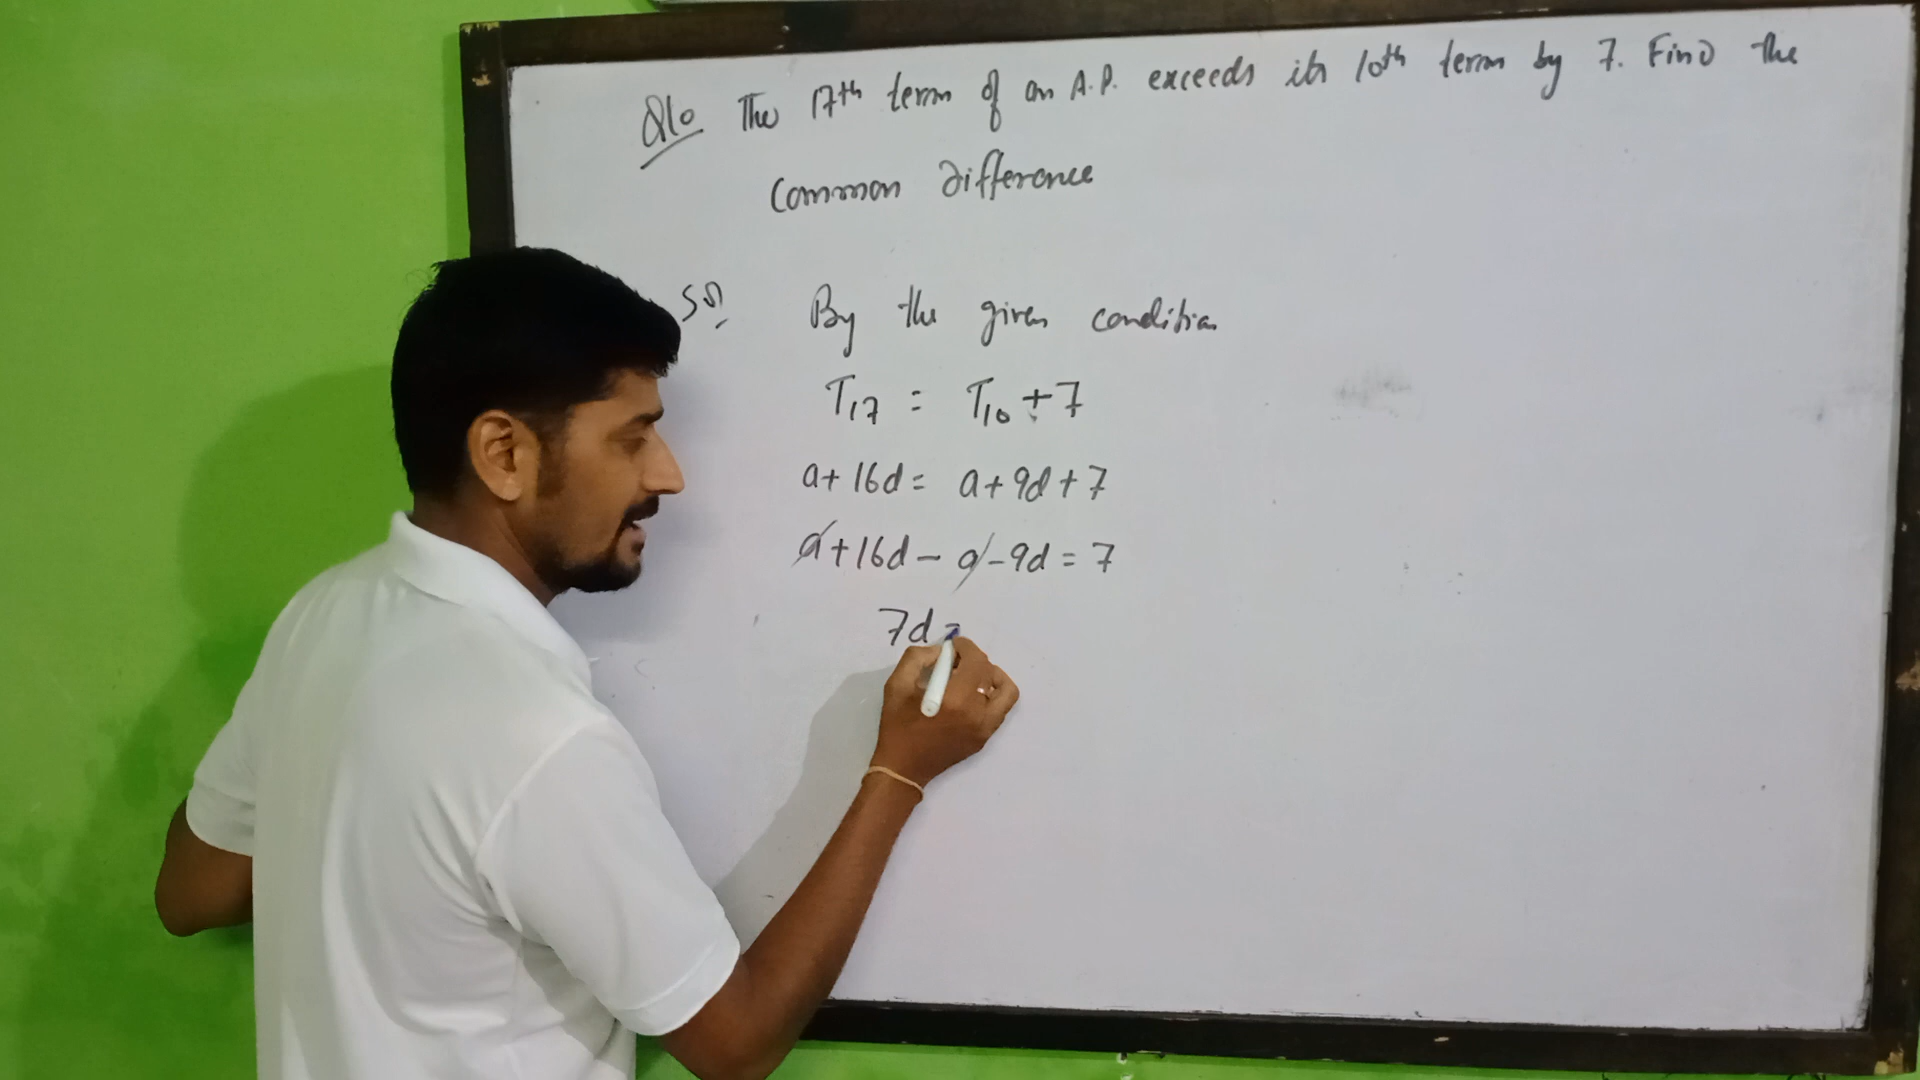 Q10 The 17th term of an A.P. exceeds its 10th term by 7. Find the
common difference
Sol By the given condition
T17 = T10 + 7
a + 16d = a + 9d + 7
a + 16d - a - 9d = 7
7d =